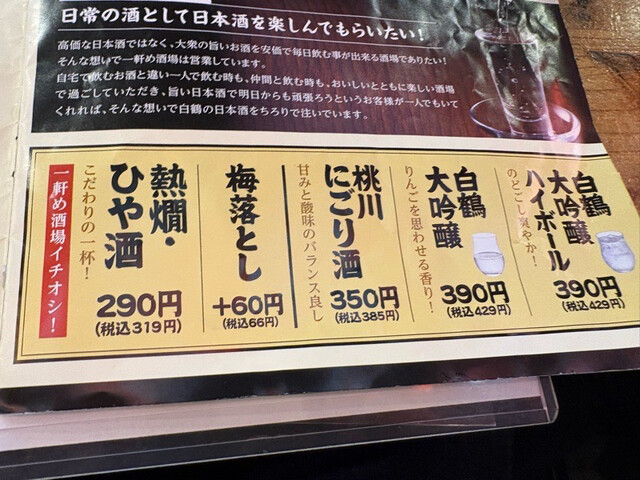 日常の酒として日本酒を楽しんでもらいたい!
高価な日本酒ではなく、大衆の旨いお酒を安価で毎日飲む事が出来る酒場でありたい!
そんな想いで一軒め酒場は営業しています。
自宅で飲むお酒と違い一人で飲む時も、仲間と飲む時も、おいしいとともに楽しい酒場
で過ごしていただき、旨い日本酒で明日からも頑張ろうというお客様が一人でもいて
くれれば、そんな想いで白鶴の日本酒をちろりで注いでいます。
一軒め酒場イチオシ!
こだわりの一杯!
熱燗・
ひや酒
290円
(税込319円)
梅落とし
+60円
(税込66円)
甘みと酸味のバランス良し
桃川
にごり酒
350円
(税込385円)
りんごを思わせる香り!
白鶴
大吟醸
390円
(税込429円)
のどごし爽やか!
白鶴
大吟醸
ハイボール
390円
(税込429円)